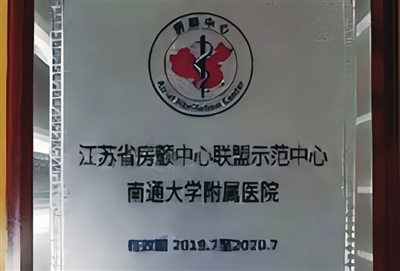 房颤中心
Center
江苏省房颤中心联盟示范中心
南通大学附属医院
2019.7至2020.7